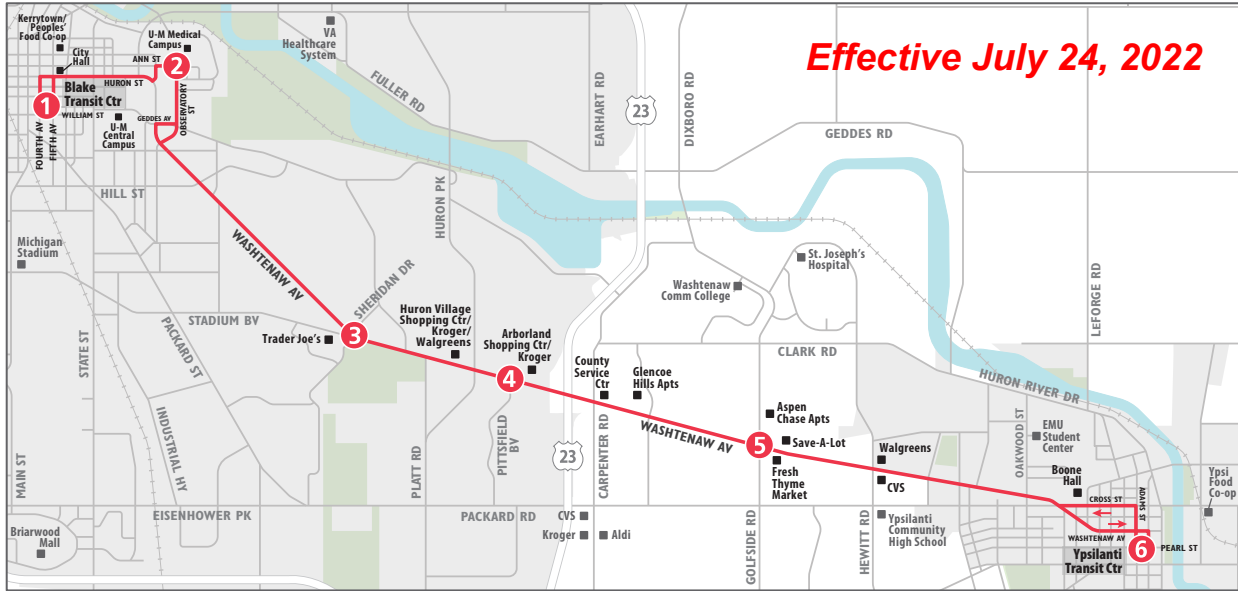 Effective July 24, 2022
Kerrytown/
Peoples'
Food Co-op
City
Hall
U-M Medical
Campus
ANN ST
2
HURON ST
Blake
Transit Ctr
1
WILLIAM ST
FOURTH AV
FIFTH AV
U-M
Central
Campus
GEDDES AV
OBSERVATORY
ST
VA
Healthcare
System
FULLER RD
EARHART RD
23
DIXBORO RD
GEDDES RD
HILL ST
HURON PK
Michigan
Stadium
WASHTENAW AV
SHERIDAN DR
STADIUM BV
STATE ST
PACKARD ST
Trader Joe's
3
Huron Village
Shopping Ctr/
Kroger/
Walgreens
Arborland
Shopping Ctr/
Kroger
4
County
Service
Ctr
Glencoe
Hills Apts
Washtenaw
Comm College
St. Joseph's
Hospital
LEFORGE RD
CLARK RD
HURON RIVER DR
WASHTENAW AV
Aspen
Chase Apts
5
Save-A-Lot
Fresh
Thyme
Market
Walgreens
CVS
OAKWOOD ST
EMU
Student
Center
Boone
Hall
CROSS ST
ADAMS ST
Ypsi
Food
Co-op
WASHTENAW AV
6
PEARL ST
Ypsilanti
Transit Ctr
MAIN ST
INDUSTRIAL HY
PLATT RD
PITTSFIELD
BV
23
CARPENTER RD
GOLFSIDE RD
HEWITT RD
Ypsilanti
Community
High School
EISENHOWER PK
PACKARD RD
CVS
Kroger
Aldi
Briarwood
Mall